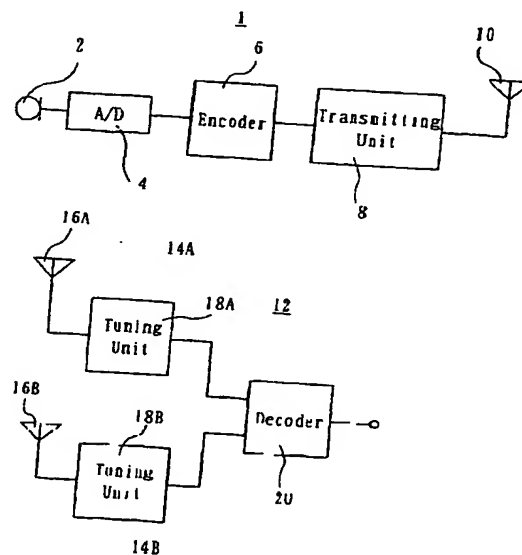 1
2
6
10
A/D
Encoder
Transmitting
Unit
4
8
16A
14A
18A
12
Tuning
Unit
16B
18B
Decoder
Tuning
Unit
20
14B